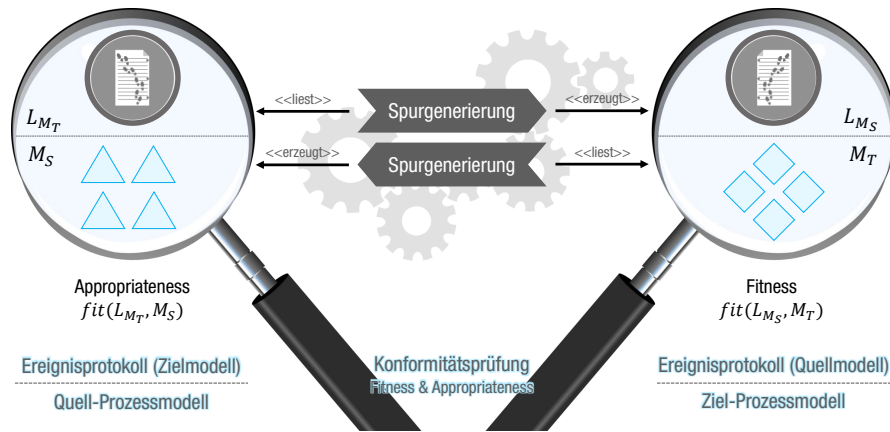 <<liest>>
Spurgenerierung
<<erzeugt>>
L_{M_T}
L_{M_S}
M_S
<<erzeugt>>
Spurgenerierung
<<liest>>
M_T
Appropriateness
fit(L_{M_T}, M_S)
Fitness
fit(L_{M_S}, M_T)
Ereignisprotokoll (Zielmodell)
Quell-Prozessmodell
Konformitätsprüfung
Fitness & Appropriateness
Ereignisprotokoll (Quellmodell)
Ziel-Prozessmodell